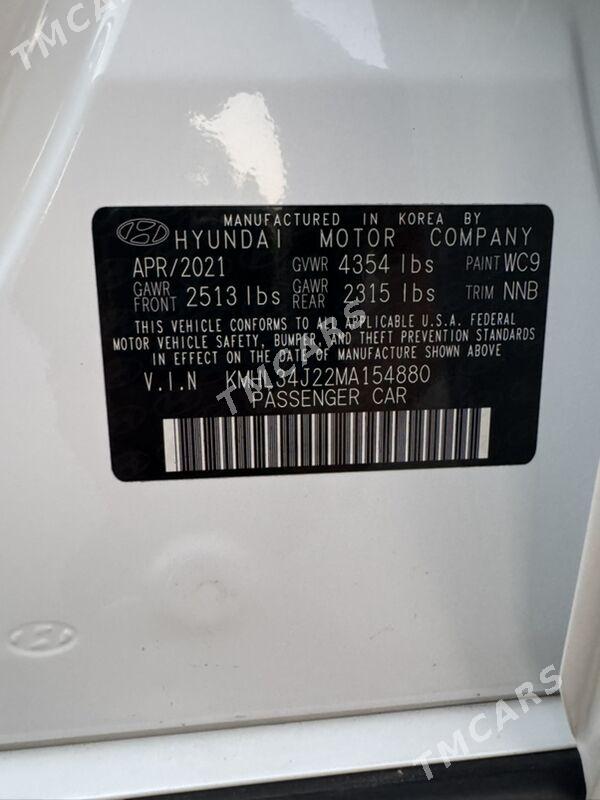 TMCARS
MANUFACTURED IN KOREA BY
HYUNDAI MOTOR COMPANY
APR/2021 GVWR 4354 lbs PAINT WC9
GAWR FRONT 2513 lbs GAWR REAR 2315 lbs TRIM NNB
THIS VEHICLE CONFORMS TO ALL APPLICABLE U.S.A. FEDERAL
MOTOR VEHICLE SAFETY, BUMPER AND THEFT PREVENTION STANDARDS
IN EFFECT ON THE DATE OF MANUFACTURE SHOWN ABOVE.
V.I.N KMHL34J22MA154880
PASSENGER CAR
TMCARS
TMCARS
TMCARS